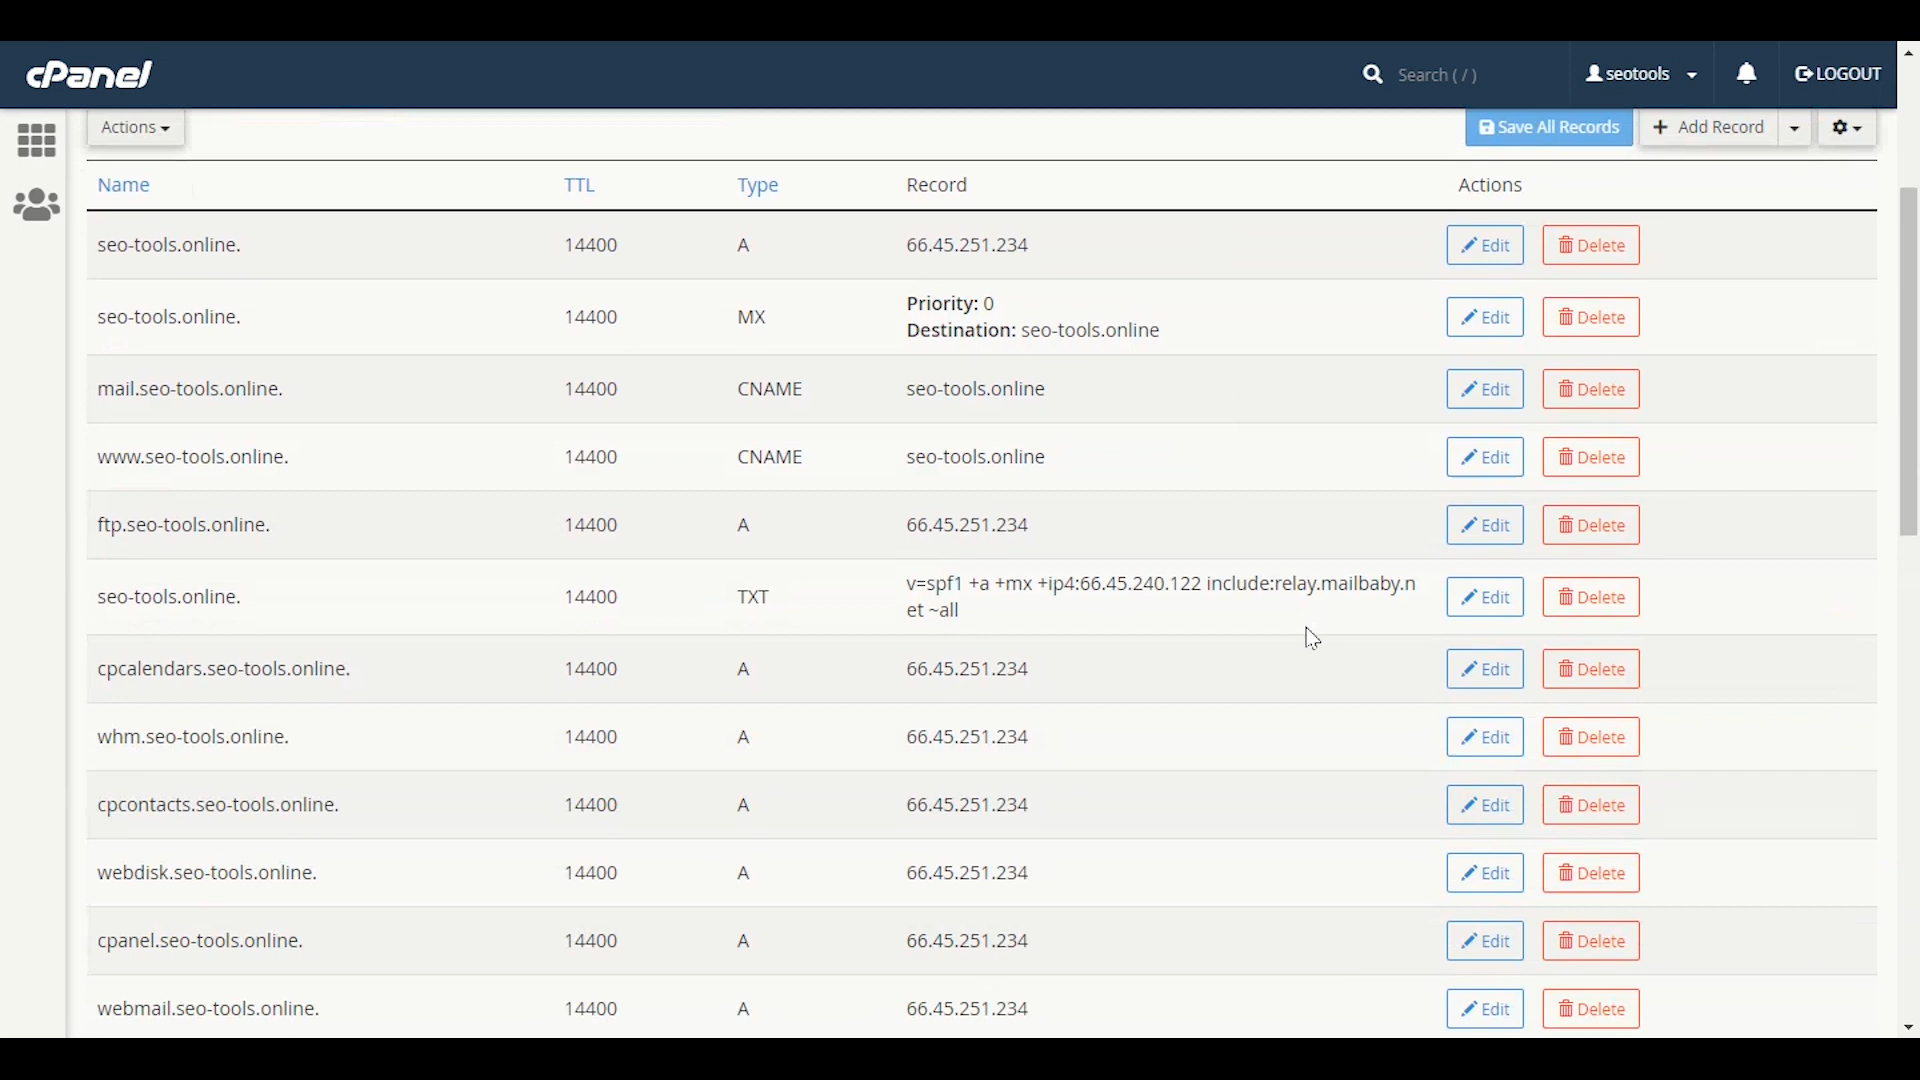 cPanel
Search ( / )
seotools
LOGOUT
Actions
Save All Records
+ Add Record
Name TTL Type Record Actions
seo-tools.online. 14400 A 66.45.251.234 Edit Delete
seo-tools.online. 14400 MX Priority: 0 Edit Delete
Destination: seo-tools.online
mail.seo-tools.online. 14400 CNAME seo-tools.online Edit Delete
www.seo-tools.online. 14400 CNAME seo-tools.online Edit Delete
ftp.seo-tools.online. 14400 A 66.45.251.234 Edit Delete
seo-tools.online. 14400 TXT v=spf1 +a +mx +ip4:66.45.240.122 include:relay.mailbaby.n Edit Delete
et ~all
cpcalendars.seo-tools.online. 14400 A 66.45.251.234 Edit Delete
whm.seo-tools.online. 14400 A 66.45.251.234 Edit Delete
cpcontacts.seo-tools.online. 14400 A 66.45.251.234 Edit Delete
webdisk.seo-tools.online. 14400 A 66.45.251.234 Edit Delete
cpanel.seo-tools.online. 14400 A 66.45.251.234 Edit Delete
webmail.seo-tools.online. 14400 A 66.45.251.234 Edit Delete